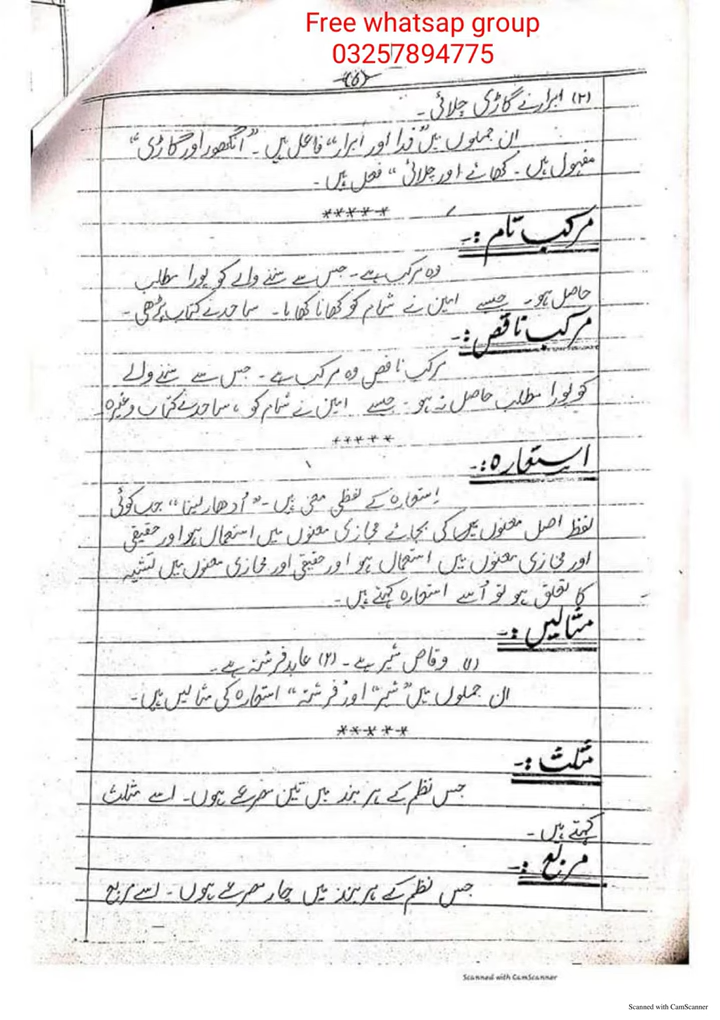 Free whatsap group
03257894775
(6)
(۲) ابرار نے گاڑی چلائی۔
ان جملوں میں "فدا اور ابرار" فاعل ہیں۔ "انگھور اور گاڑی"
مفہول ہیں۔ کھائے اور چلائی" فعل ہیں۔
*****
مرکب تام :۔
وہ مرکب ہے۔ جس سے سننے والے کو پورا مطلب
حاصل ہو۔ جیسے امین نے شام کو کھانا کھایا۔ ساجد نے کتاب پڑھی۔
مرکب ناقص :۔
مرکب ناقص وہ مرکب ہے۔ جس سے سننے والے
کو پورا مطلب حاصل نہ ہو۔ جیسے امین نے شام کو ، ساجد نے کتاب وغیرہ۔
*****
استعارہ :۔
اِستعارہ کے لفظی معنی ہیں۔ "اُدھار لینا" جب کوئی
لفظ اصل معنوں میں کی بجائے مجازی معنوں میں استعمال ہو اور حقیقی
اور مجازی معنوں میں استعمال ہو اور حقیقی اور مجازی معنوں میں تشبیہ
کا تعلق ہو تو اُسے استعارہ کہتے ہیں۔
مثالیں :۔
(۱) وقاص شیر ہے۔ (۲) عابد فرشتہ ہے۔
ان جملوں میں "شیر" اور "فرشتہ" استعارہ کی مثالیں ہیں۔
*****
مثلث :۔
جس نظم کے ہر بند میں تین مصرعے ہوں۔ اسے مثلث
کہتے ہیں۔
مربع :۔
جس نظم کے ہر بند میں چار مصرعے ہوں۔ اسے مربع
Scanned with CamScanner
Scanned with CamScanner